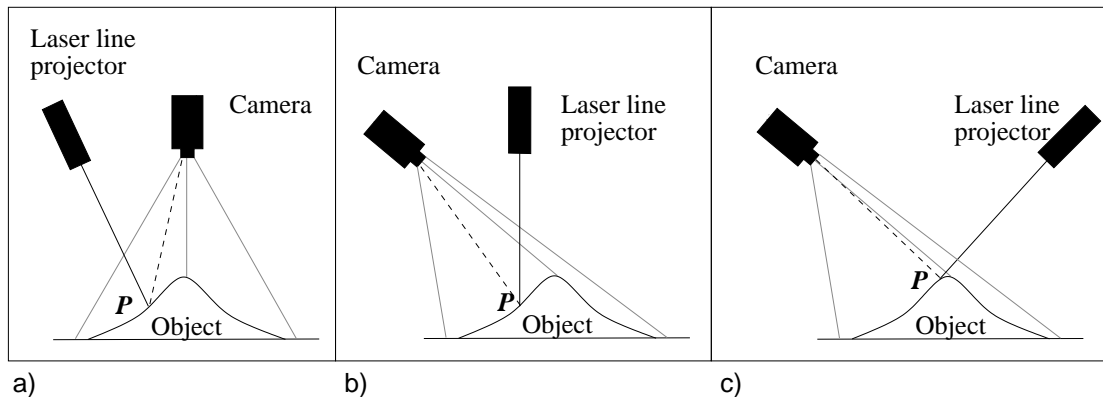 Laser line
projector
Camera
P
Object
a)
Camera
Laser line
projector
P
Object
b)
Camera
Laser line
projector
P
Object
c)